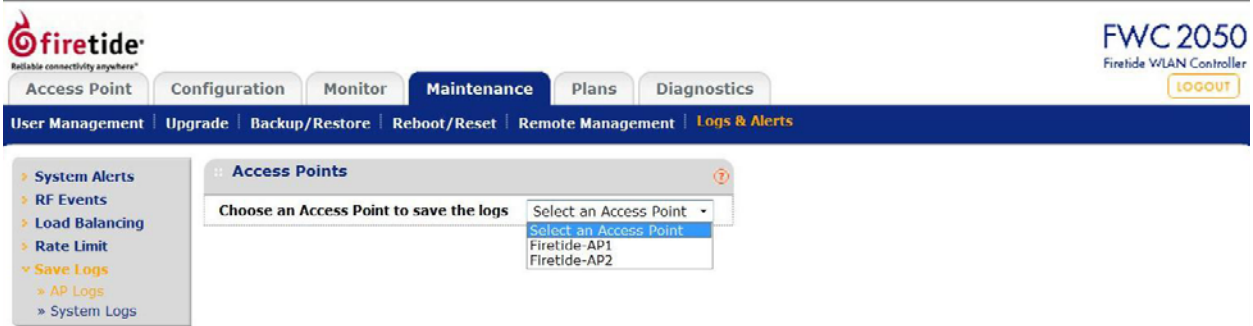 firetide
Reliable connectivity anywhere
FWC 2050
Firetide WLAN Controller
Access Point Configuration Monitor Maintenance Plans Diagnostics
LOGOUT
User Management | Upgrade | Backup/Restore | Reboot/Reset | Remote Management | Logs & Alerts
System Alerts
RF Events
Load Balancing
Rate Limit
Save Logs
» AP Logs
» System Logs
Access Points
?
Choose an Access Point to save the logs Select an Access Point
Select an Access Point
Firetide-AP1
Firetide-AP2